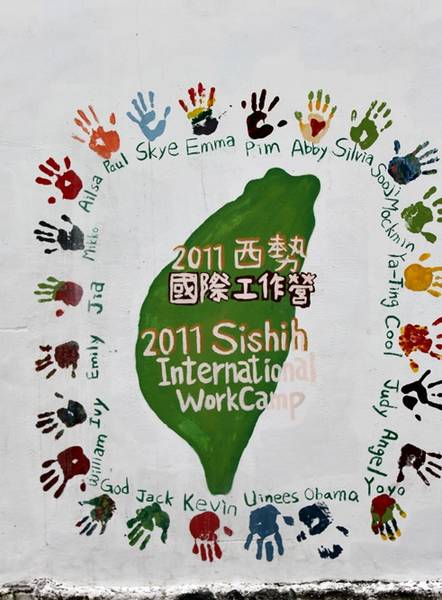 2011 西勢
國際工作營
2011 Sishih
International
WorkCamp
Paul
Skye
Emma
Pim
Abby
Silvia
Sooji
Mackmin
Ya-Ting
Cool
Judy
Angel
Yoyo
Obama
Uinees
Kevin
Jack
God
William
Ivy
Emily
Jia
Mikko
Ailsa